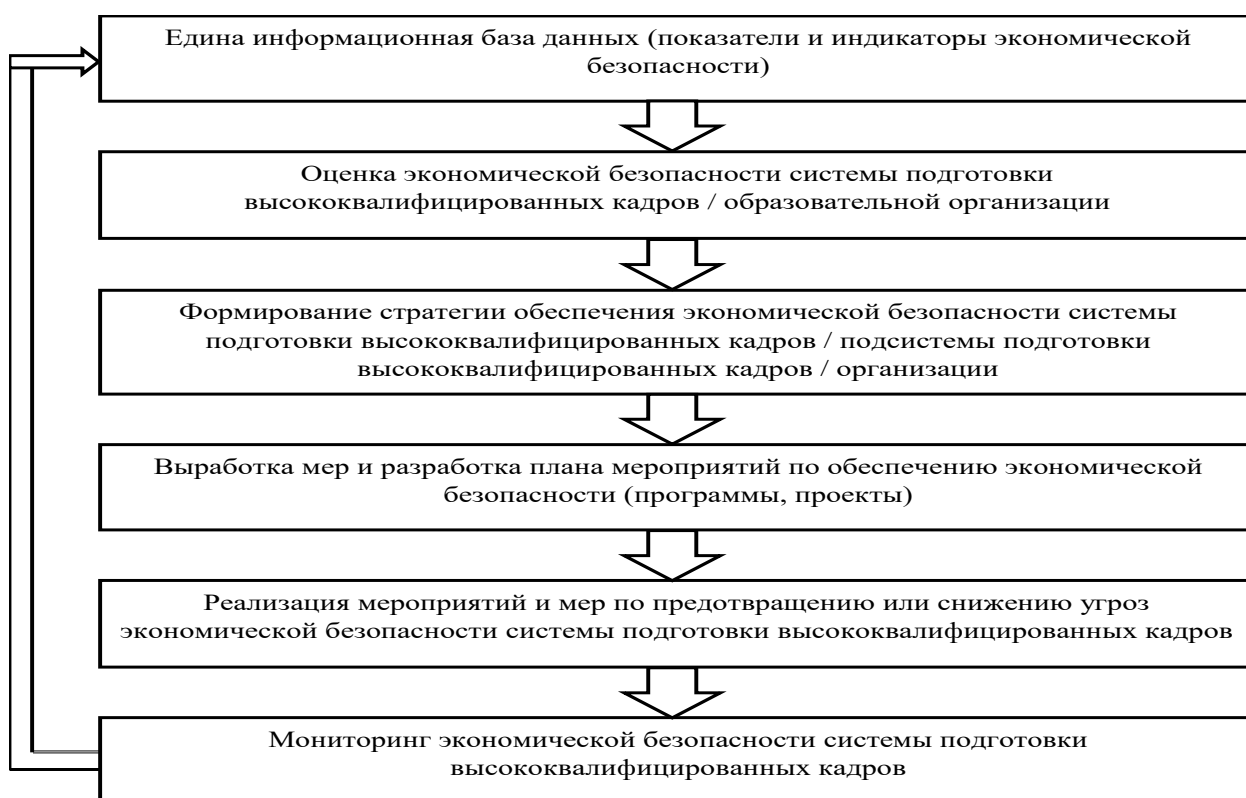 Едина информационная база данных (показатели и индикаторы экономической
безопасности)
Оценка экономической безопасности системы подготовки
высококвалифицированных кадров / образовательной организации
Формирование стратегии обеспечения экономической безопасности системы
подготовки высококвалифицированных кадров / подсистемы подготовки
высококвалифицированных кадров / организации
Выработка мер и разработка плана мероприятий по обеспечению экономической
безопасности (программы, проекты)
Реализация мероприятий и мер по предотвращению или снижению угроз
экономической безопасности системы подготовки высококвалифицированных кадров
Мониторинг экономической безопасности системы подготовки
высококвалифицированных кадров